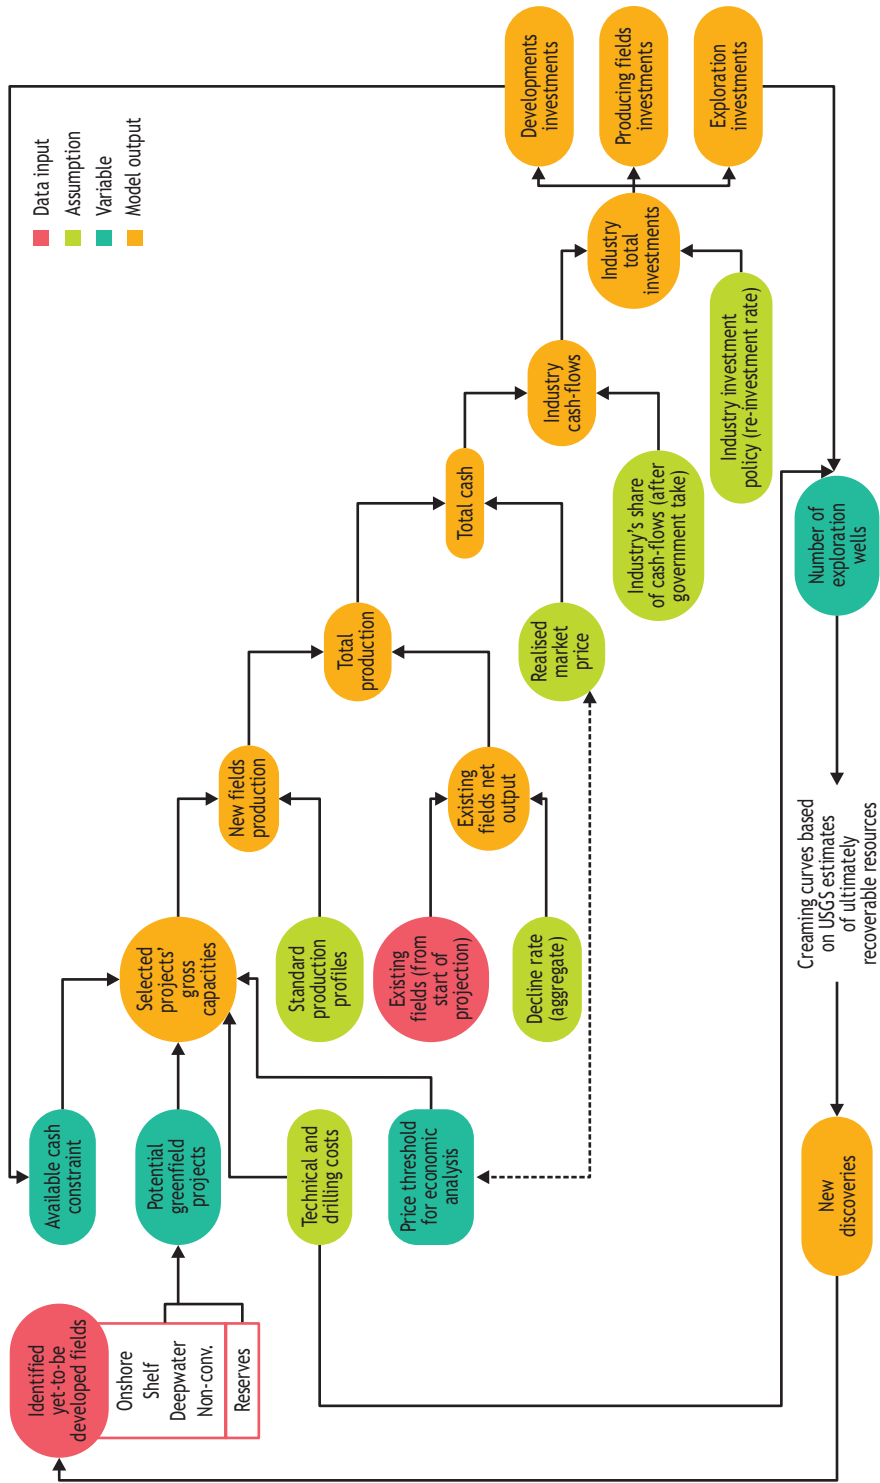 Identified
yet-to-be
developed fields
Onshore
Shelf
Deepwater
Non-conv.
Reserves
Available cash
constraint
Potential
greenfield
projects
Technical and
drilling costs
Price threshold
for economic
analysis
Selected
projects'
gross
capacities
Standard
production
profiles
Existing
fields (from
start of
projection)
Decline rate
(aggregate)
New fields
production
Existing
fields net
output
Total
production
Realised
market
price
Total cash
Industry's share
of cash-flows (after
government take)
Industry
cash-flows
Industry investment
policy (re-investment rate)
Industry
total
investments
Developments
investments
Producing fields
investments
Exploration
investments
Data input
Assumption
Variable
Model output
New
discoveries
Creaming curves based
on USGS estimates
of ultimately
recoverable resources
Number of
exploration
wells